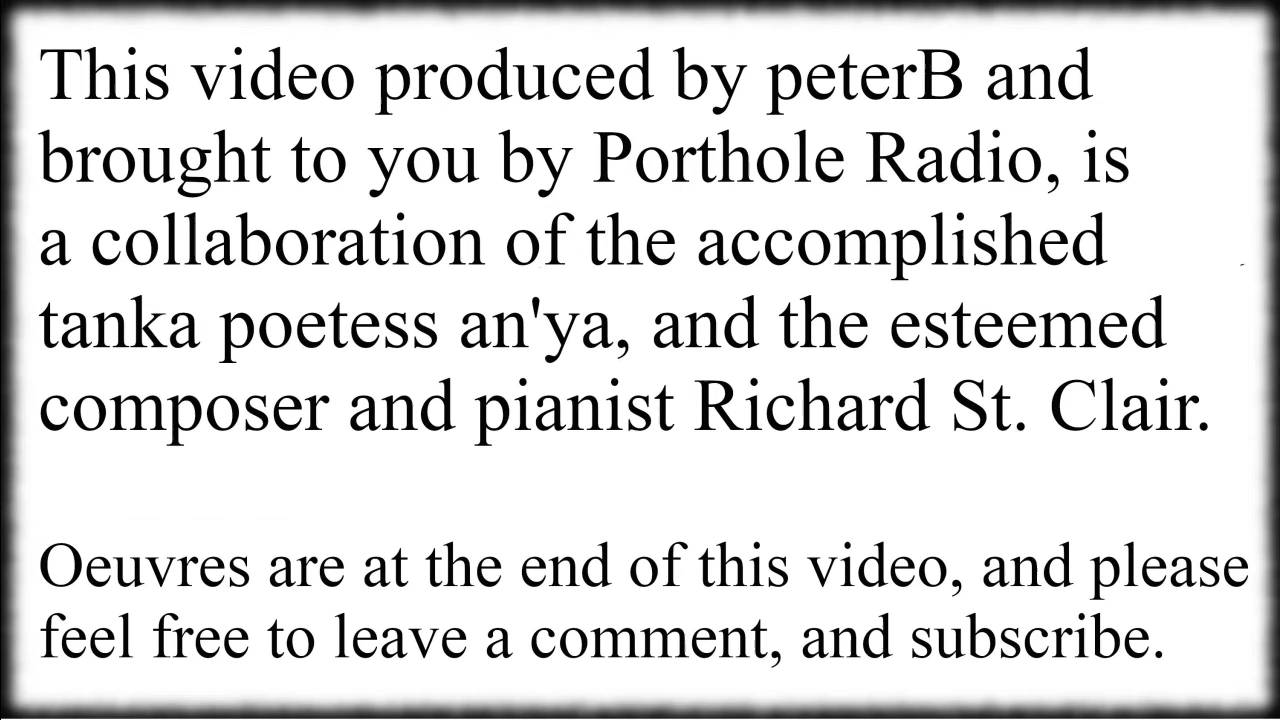 This video produced by peterB and
brought to you by Porthole Radio, is
a collaboration of the accomplished
tanka poetess an'ya, and the esteemed
composer and pianist Richard St. Clair.
Oeuvres are at the end of this video, and please
feel free to leave a comment, and subscribe.